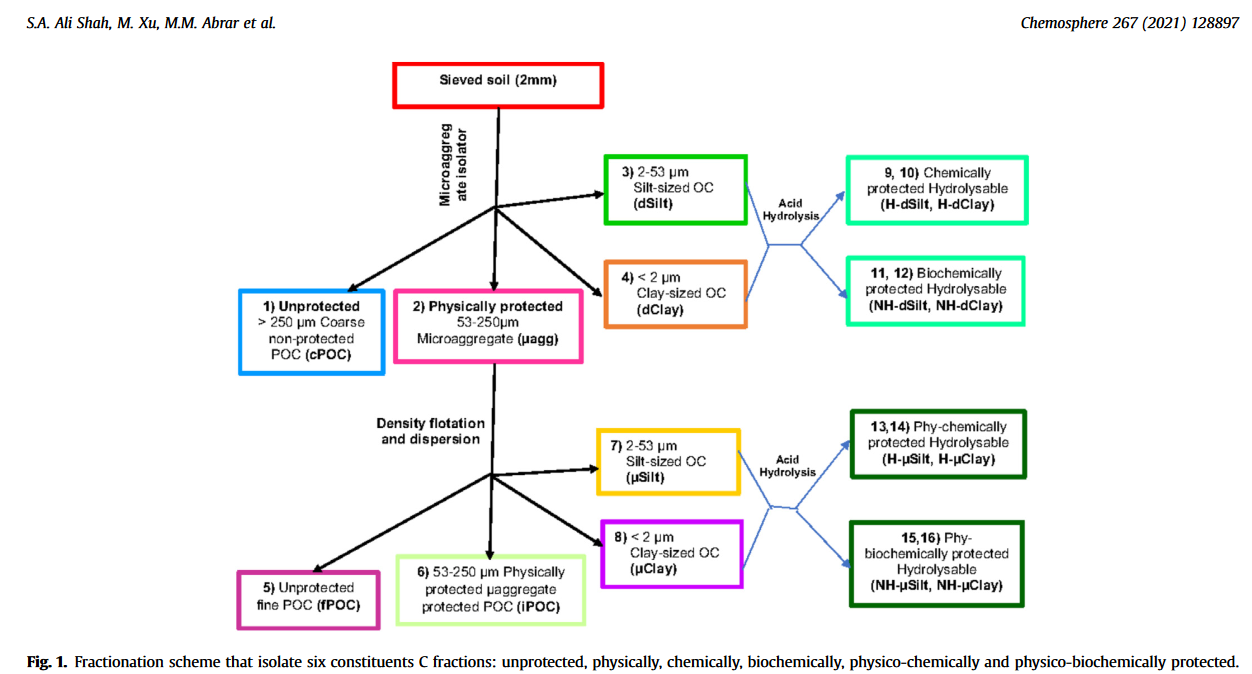 S.A. Ali Shah, M. Xu, M.M. Abrar et al.
Chemosphere 267 (2021) 128897
Sieved soil (2mm)
Microaggreg
ate isolator
3) 2-53 µm
Silt-sized OC
(dSilt)
4) < 2 µm
Clay-sized OC
(dClay)
Acid
Hydrolysis
9, 10) Chemically
protected Hydrolysable
(H-dSilt, H-dClay)
11, 12) Biochemically
protected Hydrolysable
(NH-dSilt, NH-dClay)
1) Unprotected
> 250 µm Coarse
non-protected
POC (cPOC)
2) Physically protected
53-250µm
Microaggregate (µagg)
Density flotation
and dispersion
7) 2-53 µm
Silt-sized OC
(µSilt)
8) < 2 µm
Clay-sized OC
(µClay)
Acid
Hydrolysis
13,14) Phy-chemically
protected Hydrolysable
(H-µSilt, H-µClay)
15,16) Phy-
biochemically protected
Hydrolysable
(NH-µSilt, NH-µClay)
5) Unprotected
fine POC (fPOC)
6) 53-250 µm Physically
protected µaggregate
protected POC (iPOC)
Fig. 1. Fractionation scheme that isolate six constituents C fractions: unprotected, physically, chemically, biochemically, physico-chemically and physico-biochemically protected.